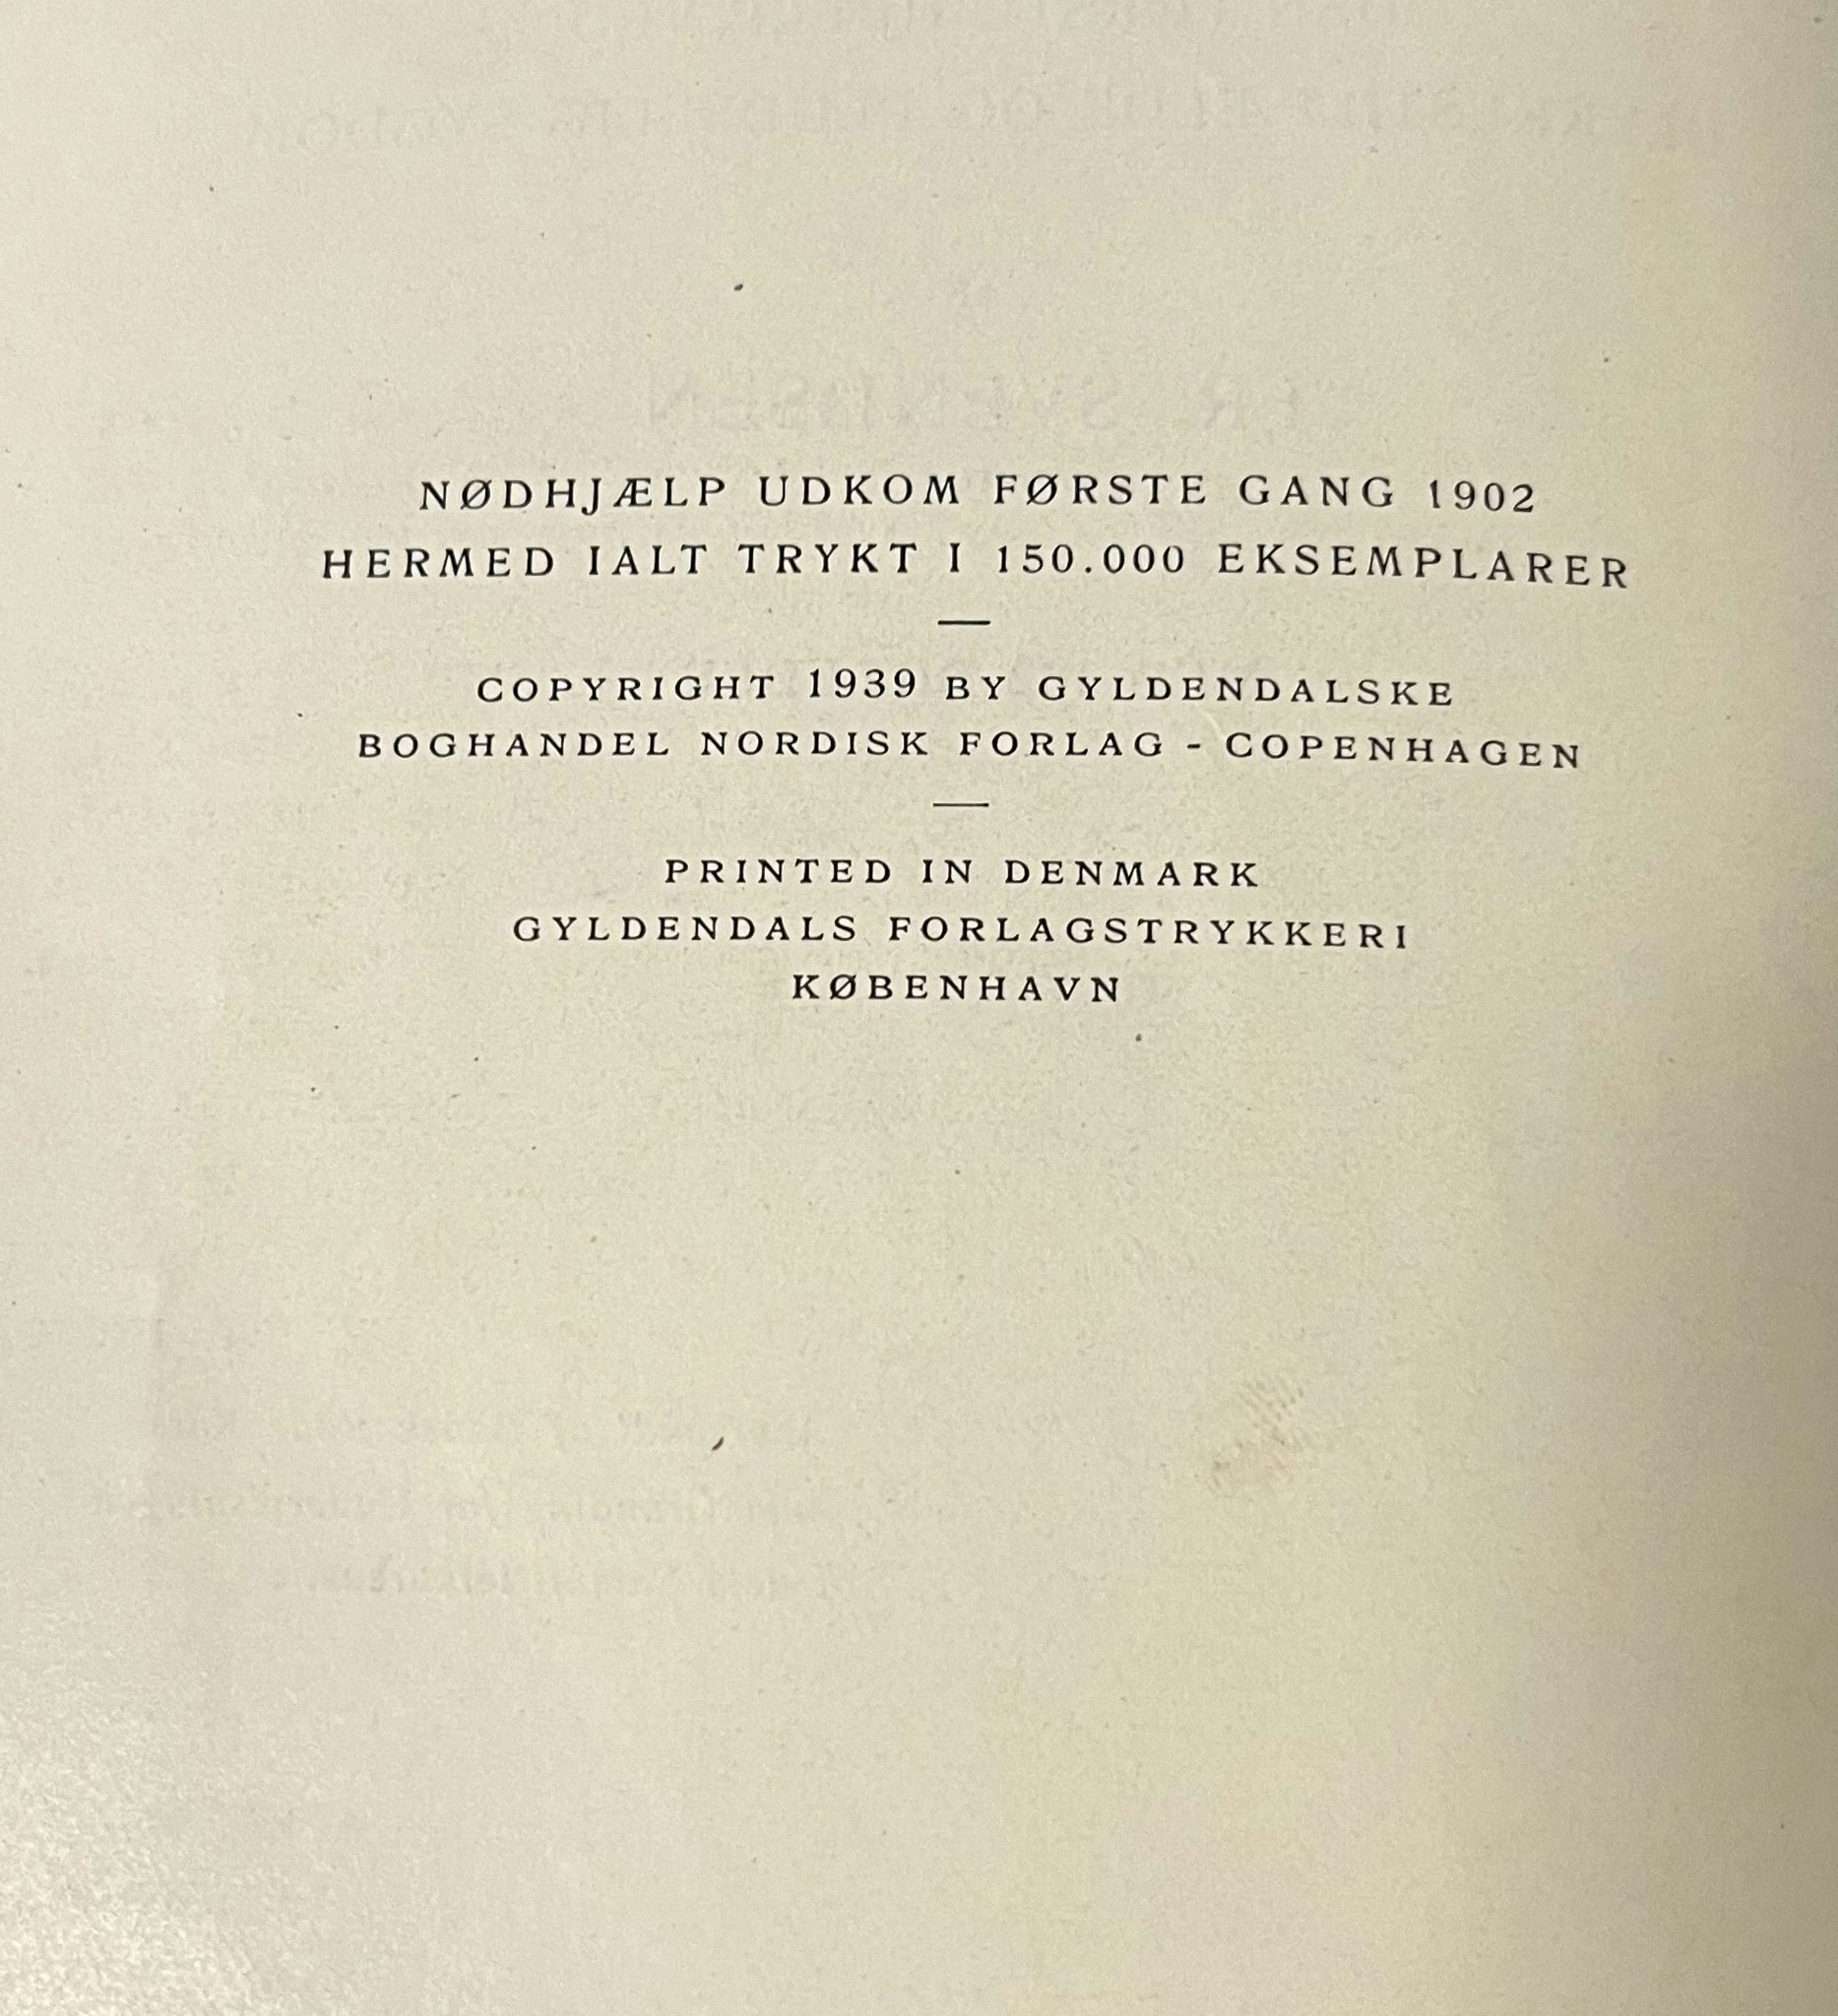 NØDHJÆLP UDKOM FØRSTE GANG 1902
HERMED IALT TRYKT I 150.000 EKSEMPLARER
COPYRIGHT 1939 BY GYLDENDALSKE
BOGHANDEL NORDISK FORLAG - COPENHAGEN
PRINTED IN DENMARK
GYLDENDALS FORLAGSTRYKKERI
KØBENHAVN